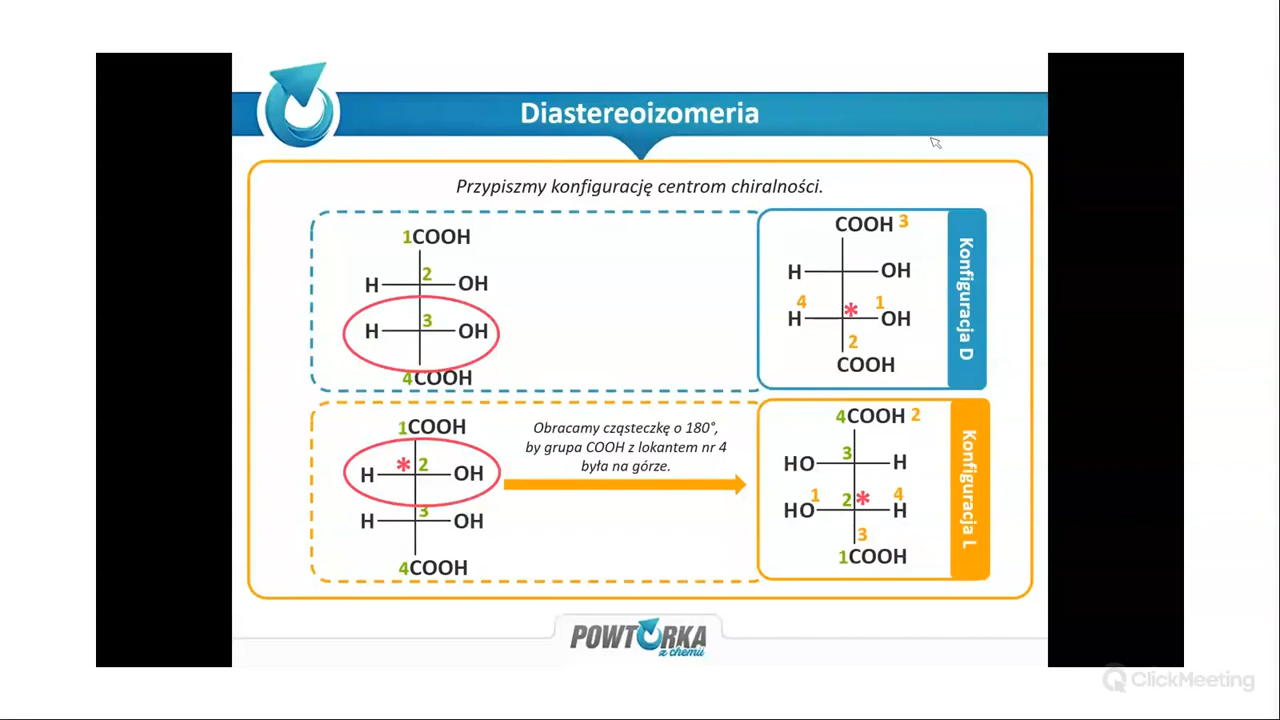 Diastereoizomeria
Przypiszmy konfigurację centrom chiralności.
1COOH
2
H OH
3
H OH
4COOH
COOH 3
H OH
4 * 1
H OH
2
COOH
Konfiguracja D
1COOH
* 2
H OH
3
H OH
4COOH
Obracamy cząsteczkę o 180°,
by grupa COOH z lokantem nr 4
była na górze.
4COOH 2
3
HO H
1 2 * 4
HO H
3
1COOH
Konfiguracja L
POWTÓRKA
z chemii
ClickMeeting